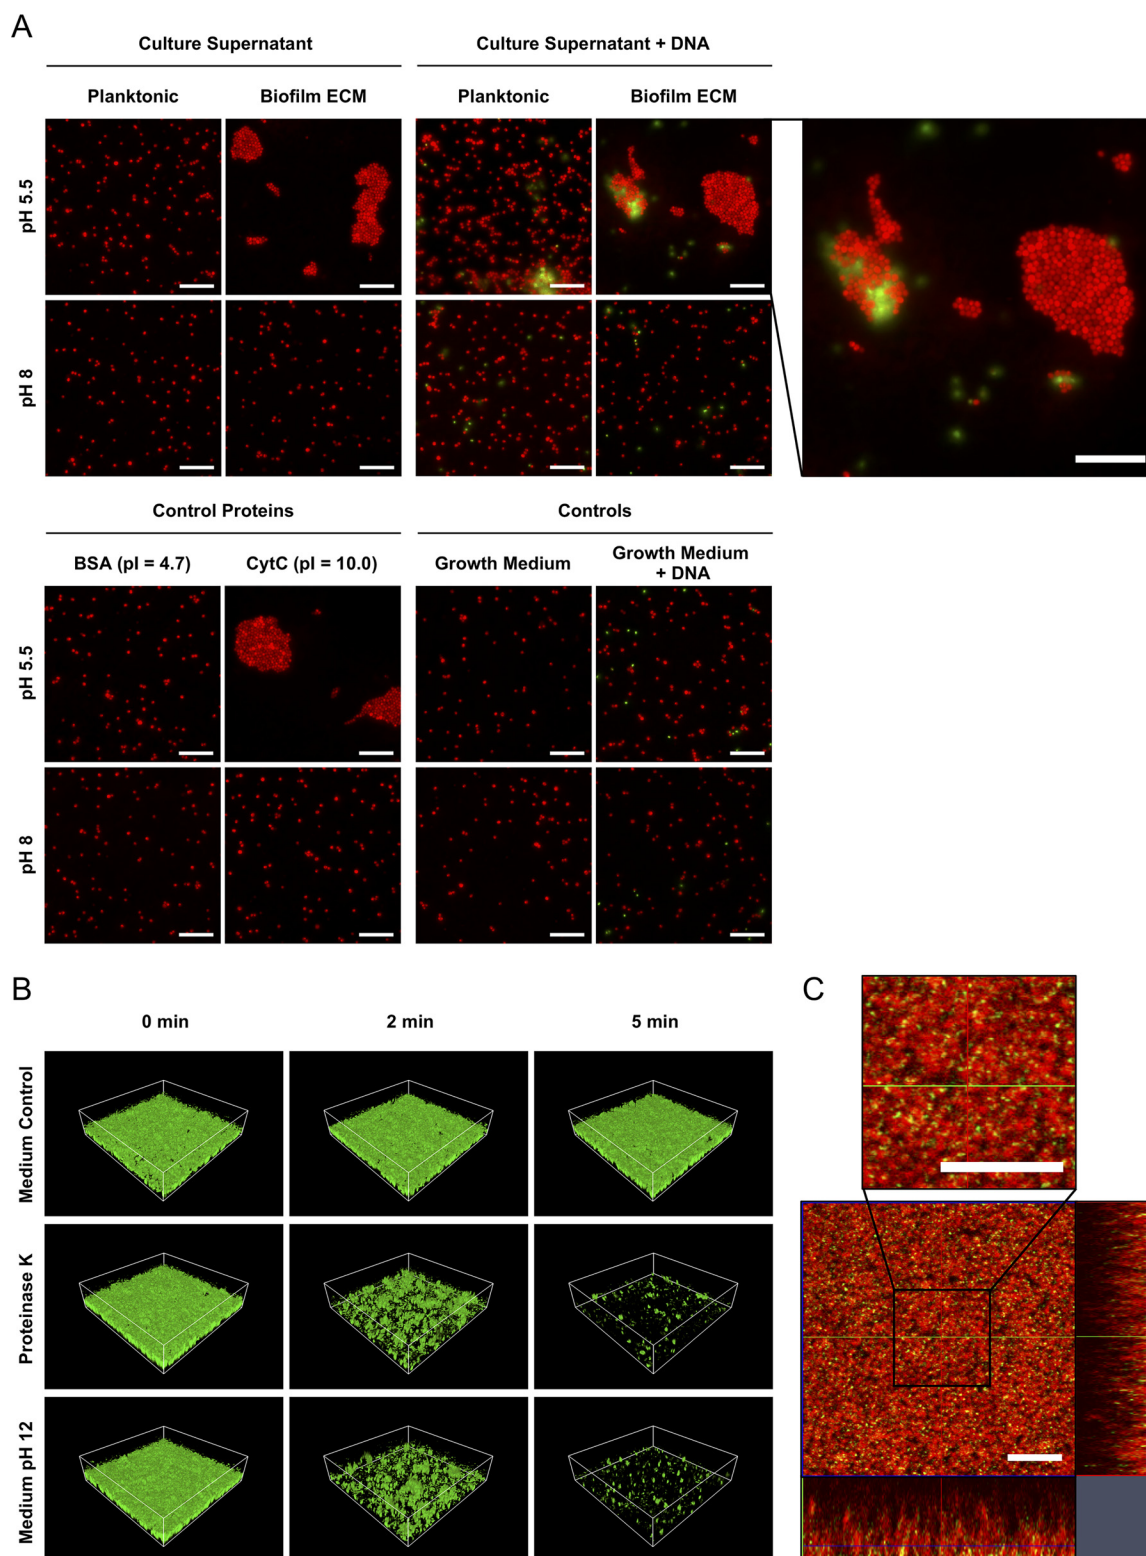 A
Culture Supernatant
Culture Supernatant + DNA
Planktonic
Biofilm ECM
Planktonic
Biofilm ECM
pH 5.5
pH 8
Control Proteins
Controls
BSA (pI = 4.7)
CytC (pI = 10.0)
Growth Medium
Growth Medium
+ DNA
pH 5.5
pH 8
B
0 min
2 min
5 min
Medium Control
Proteinase K
Medium pH 12
C